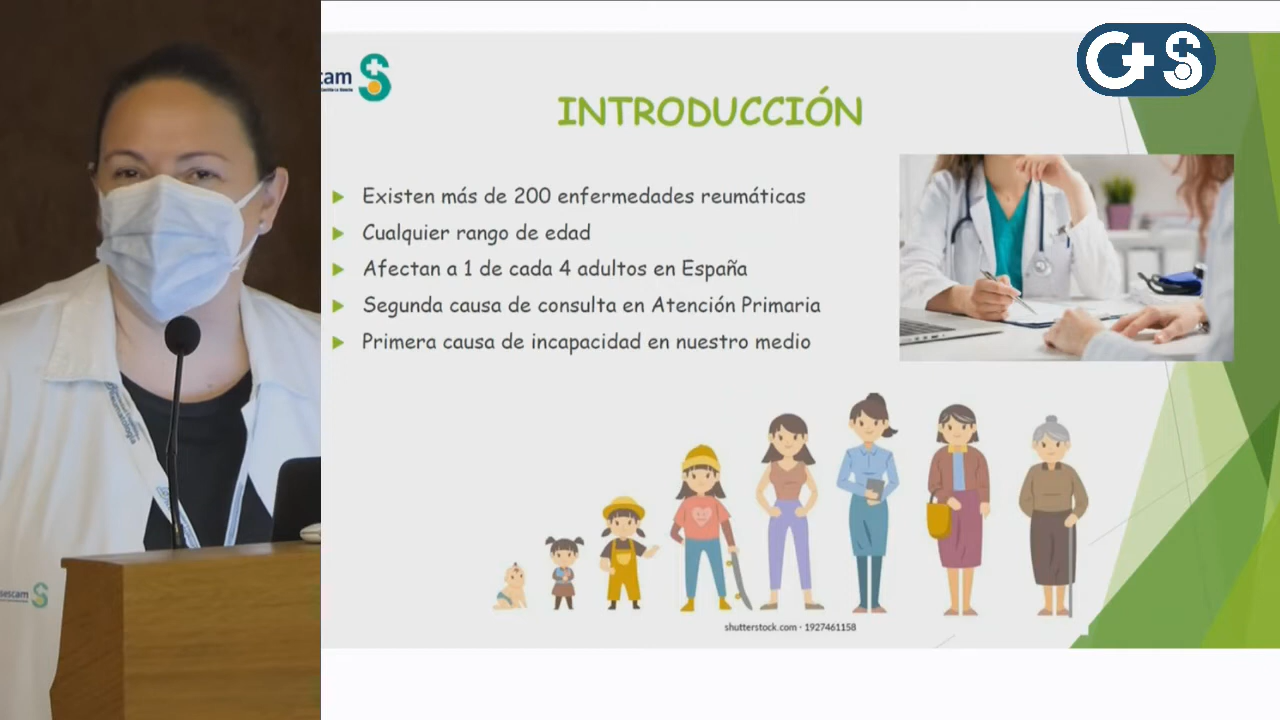 cam
G+S
INTRODUCCIÓN
Existen más de 200 enfermedades reumáticas
Cualquier rango de edad
Afectan a 1 de cada 4 adultos en España
Segunda causa de consulta en Atención Primaria
Primera causa de incapacidad en nuestro medio
shutterstock.com · 1927461158
sescam